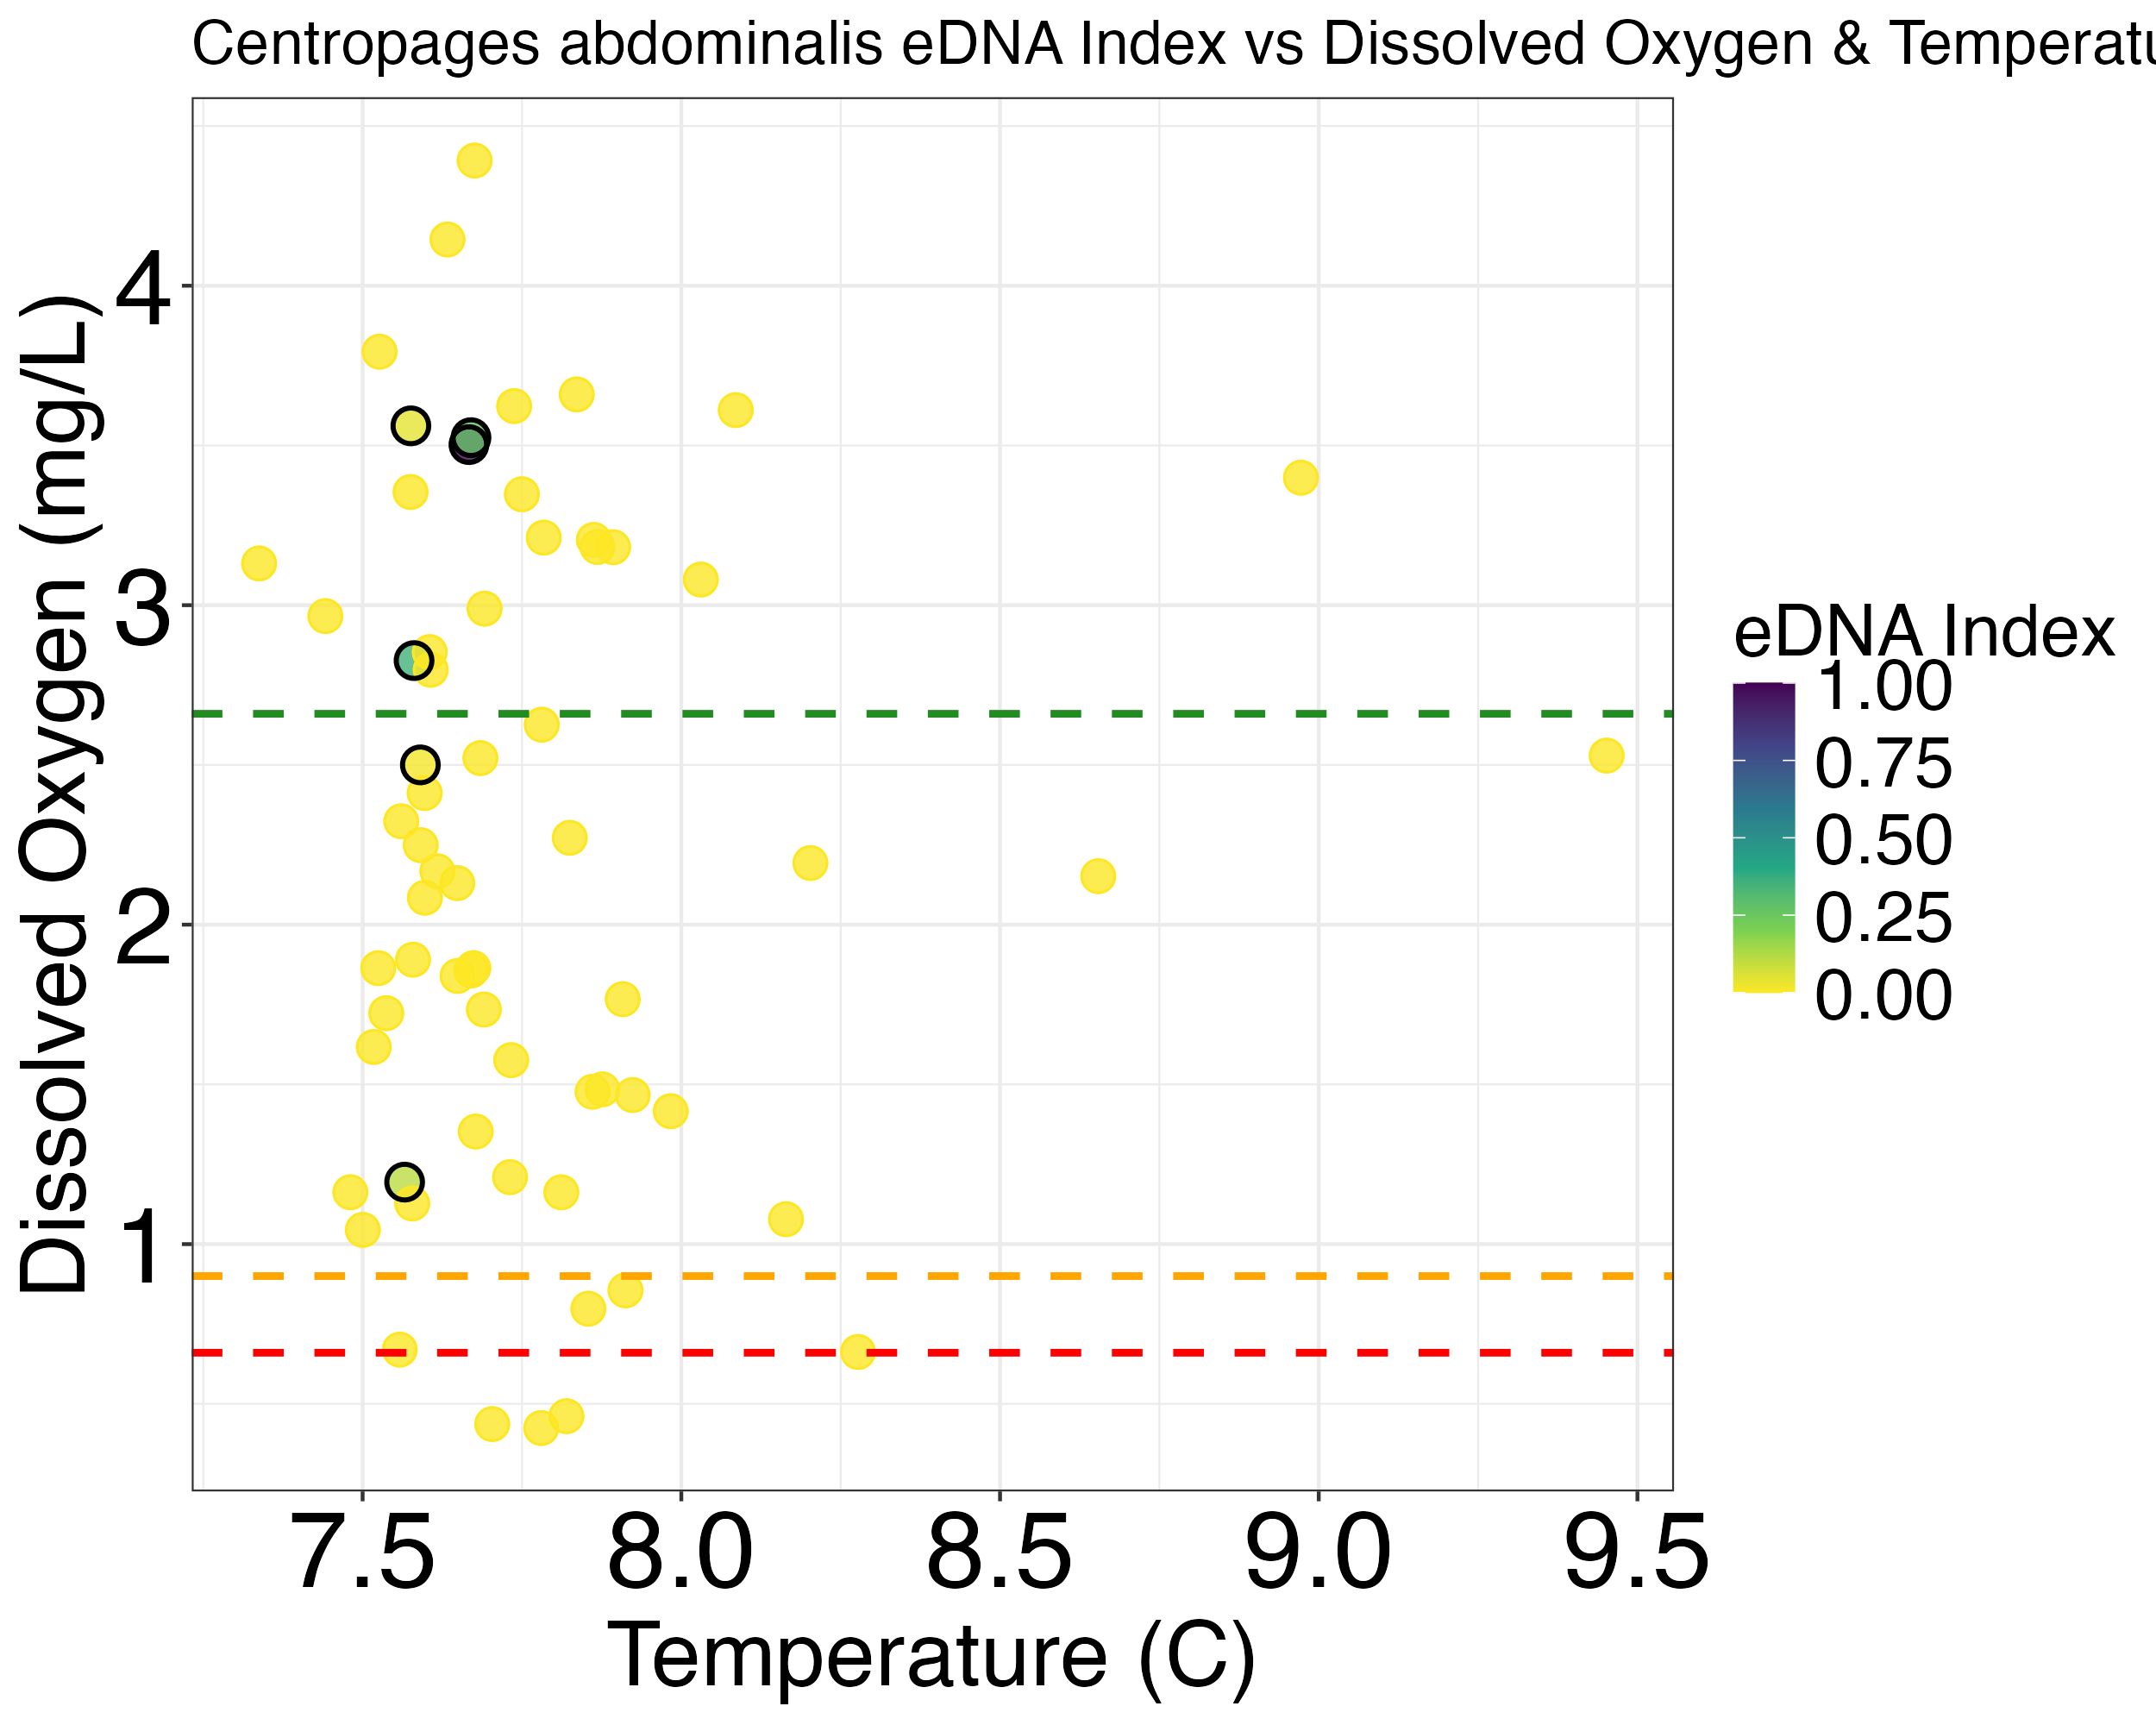 Centropages abdominalis eDNA Index vs Dissolved Oxygen & Temperatu
Dissolved Oxygen (mg/L)
4
3
2
1
7.5 8.0 8.5 9.0 9.5
Temperature (C)
eDNA Index
1.00
0.75
0.50
0.25
0.00